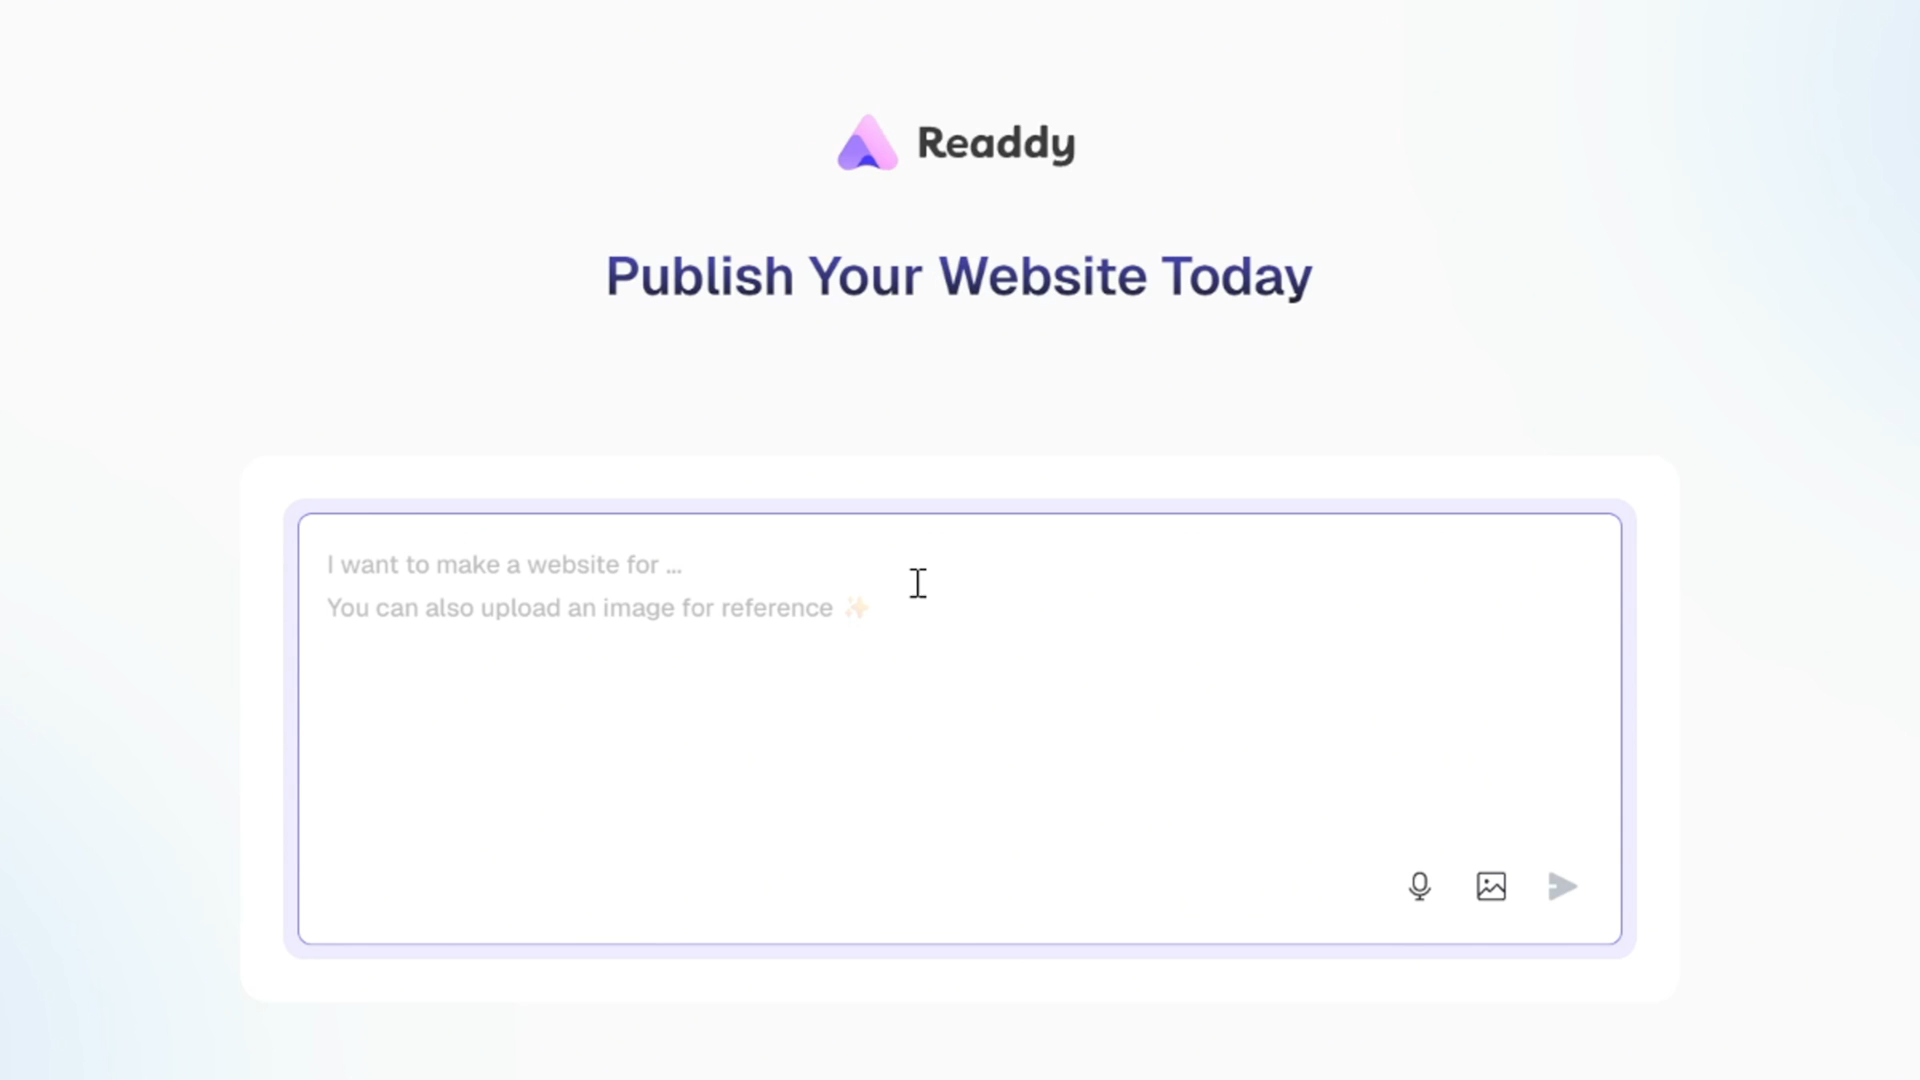 Readdy
Publish Your Website Today
I want to make a website for ...
You can also upload an image for reference ✨